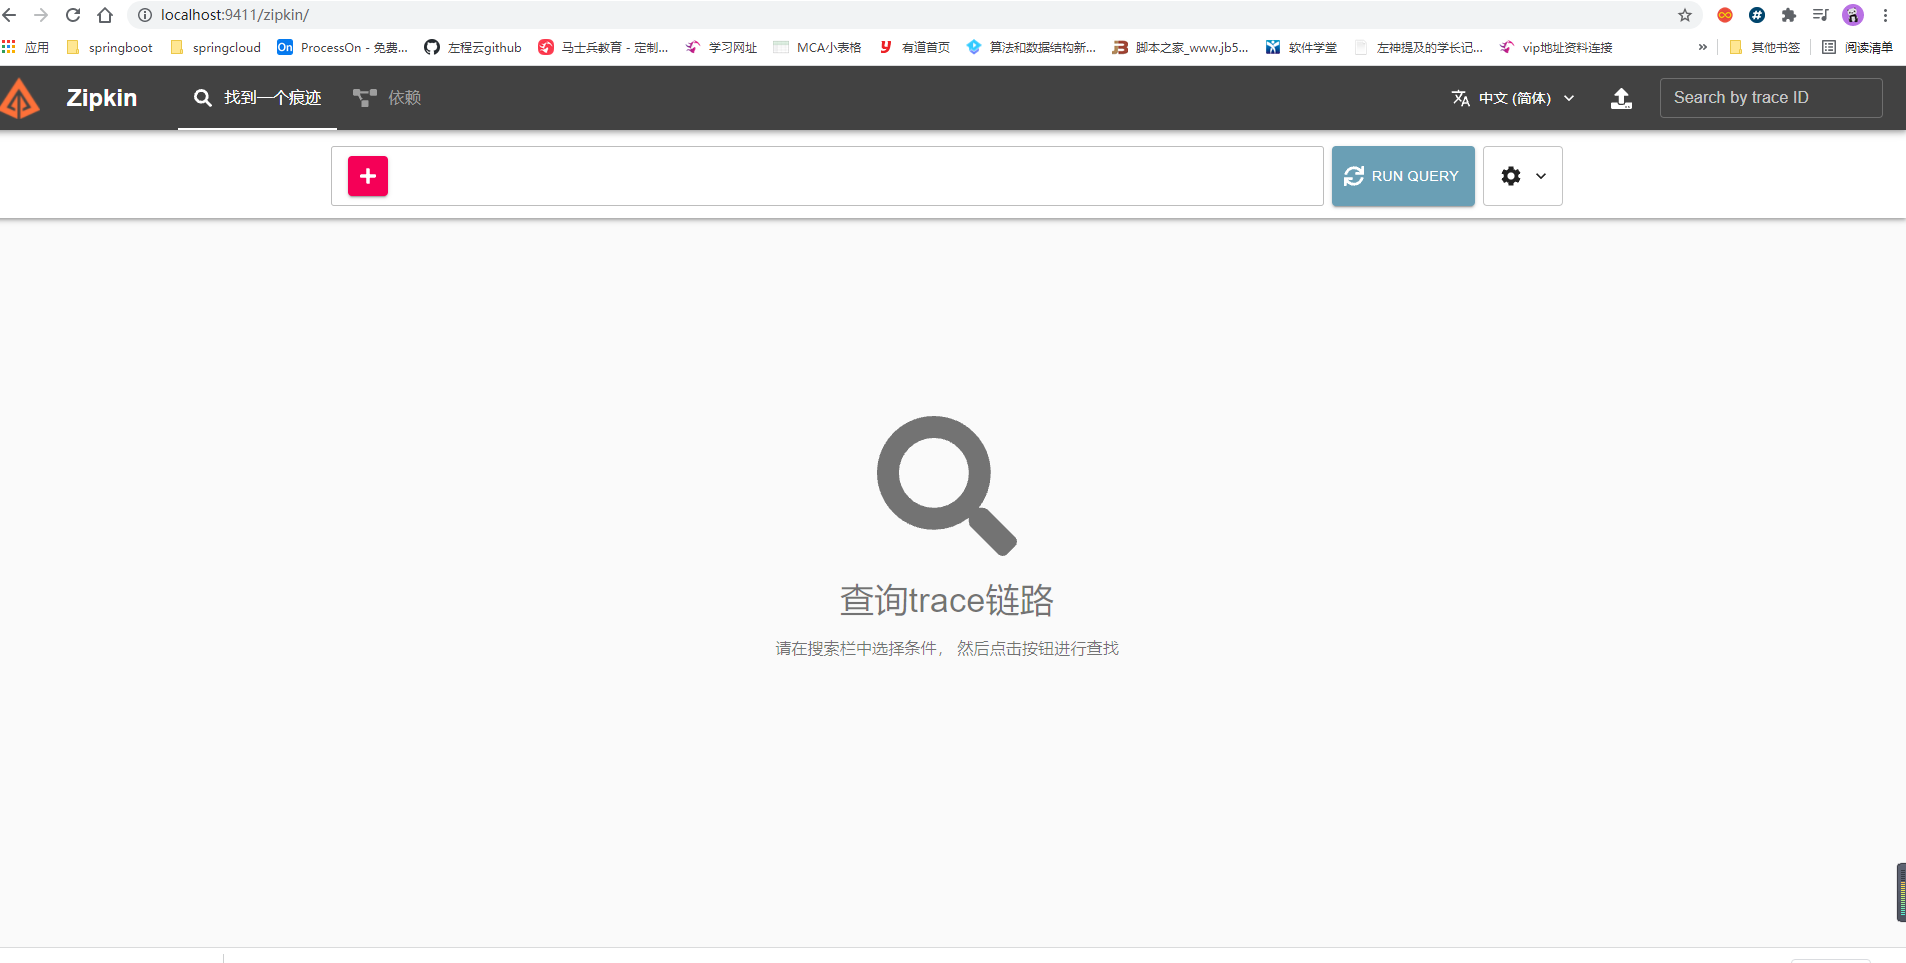 localhost:9411/zipkin/
应用 springboot springcloud On ProcessOn - 免费... 左程云github 马士兵教育 - 定制... 学习网址 MCA小表格 y 有道首页 算法和数据结构新... 脚本之家_www.jb5... 软件学堂 左神提及的学长记... vip地址资料连接 » 其他书签 阅读清单
Zipkin 找到一个痕迹 依赖 中文 (简体) Search by trace ID
RUN QUERY
查询trace链路
请在搜索栏中选择条件， 然后点击按钮进行查找